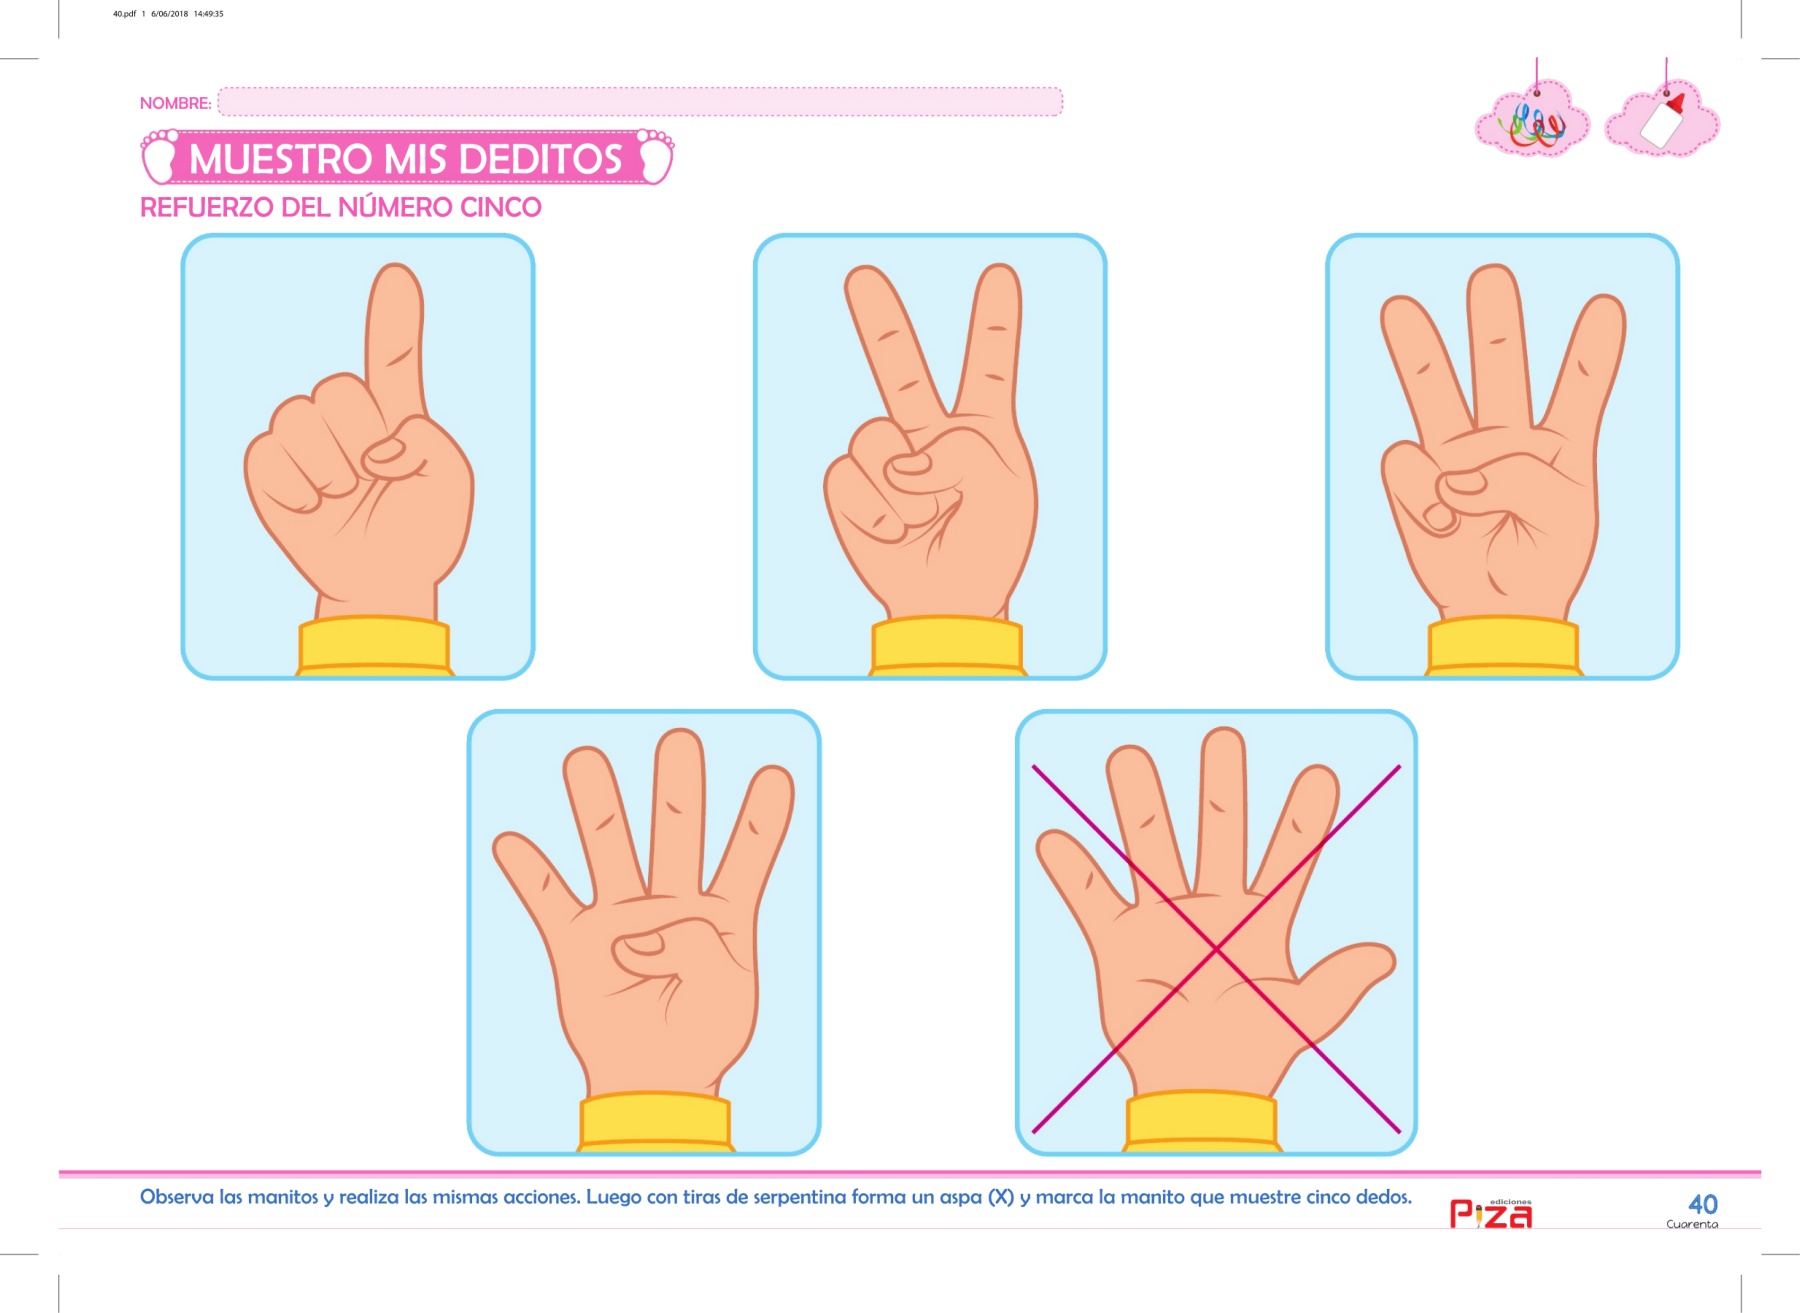 40.pdf 1 6/06/2018 14:49:35
NOMBRE:
MUESTRO MIS DEDITOS
REFUERZO DEL NÚMERO CINCO
Observa las manitos y realiza las mismas acciones. Luego con tiras de serpentina forma un aspa (X) y marca la manito que muestre cinco dedos.
ediciones
Piza
40
Cuarenta